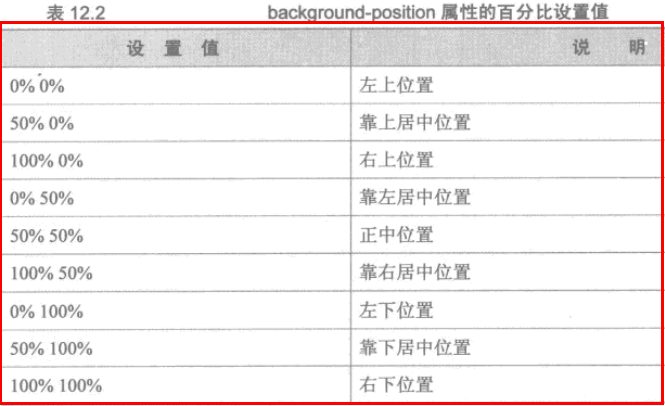 表 12.2 background-position 属性的百分比设置值
设 置 值 说 明
0% 0% 左上位置
50% 0% 靠上居中位置
100% 0% 右上位置
0% 50% 靠左居中位置
50% 50% 正中位置
100% 50% 靠右居中位置
0% 100% 左下位置
50% 100% 靠下居中位置
100% 100% 右下位置